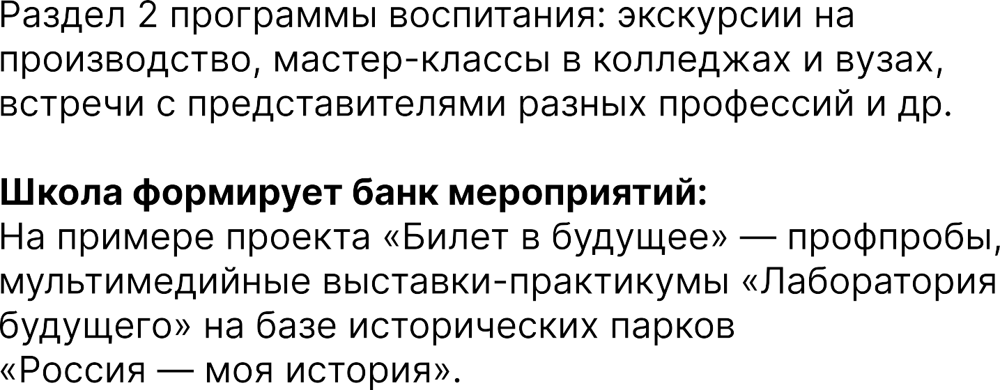 Раздел 2 программы воспитания: экскурсии на
производство, мастер-классы в колледжах и вузах,
встречи с представителями разных профессий и др.
Школа формирует банк мероприятий:
На примере проекта «Билет в будущее» — профпробы,
мультимедийные выставки-практикумы «Лаборатория
будущего» на базе исторических парков
«Россия — моя история».